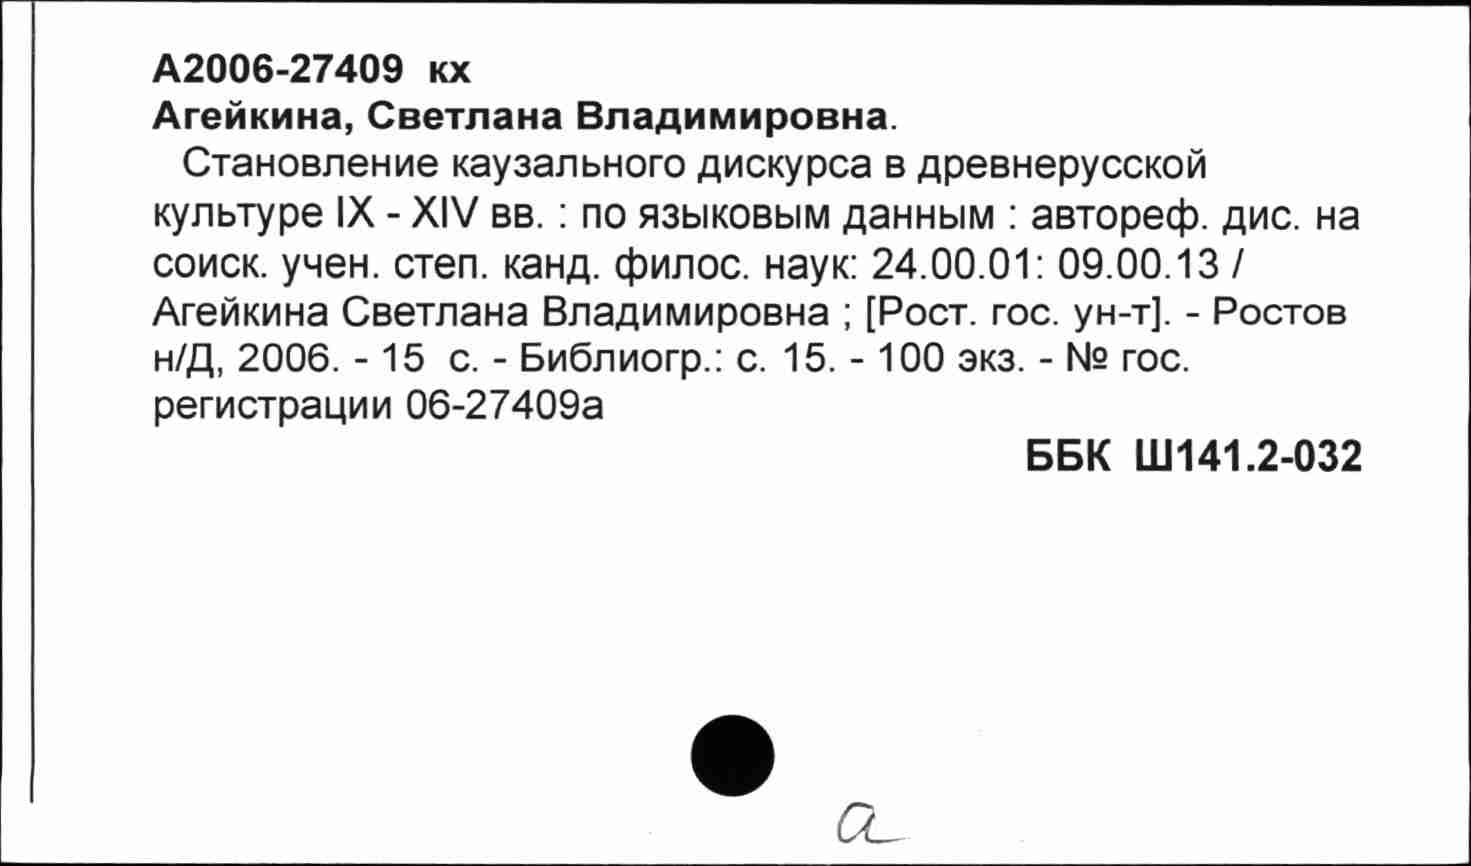 А2006-27409 кх
Агейкина, Светлана Владимировна.
Становление каузального дискурса в древнерусской
культуре IX - XIV вв. : по языковым данным : автореф. дис. на
соиск. учен. степ. канд. филос. наук: 24.00.01: 09.00.13 /
Агейкина Светлана Владимировна ; [Рост. гос. ун-т]. - Ростов
н/Д, 2006. - 15 с. - Библиогр.: с. 15. - 100 экз. - № гос.
регистрации 06-27409а
ББК Ш141.2-032
а